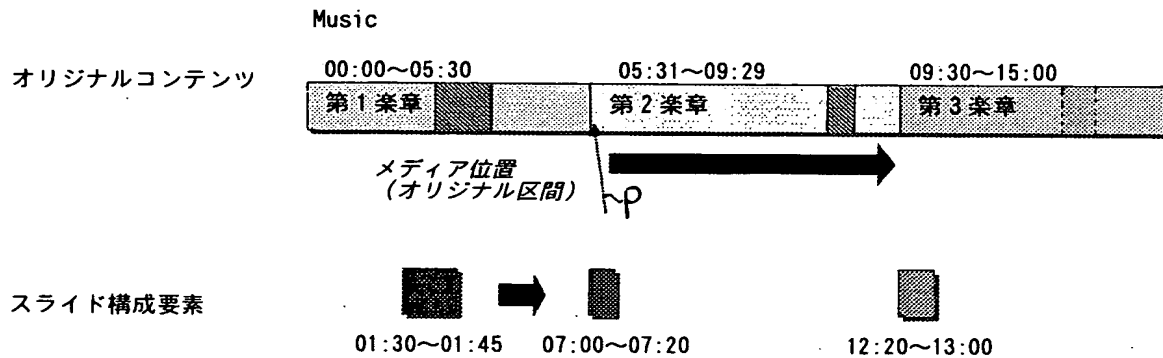 Music
オリジナルコンテンツ
00:00～05:30 05:31～09:29 09:30～15:00
第1楽章 第2楽章 第3楽章
メディア位置
(オリジナル区間)
~P
スライド構成要素
01:30～01:45 07:00～07:20 12:20～13:00